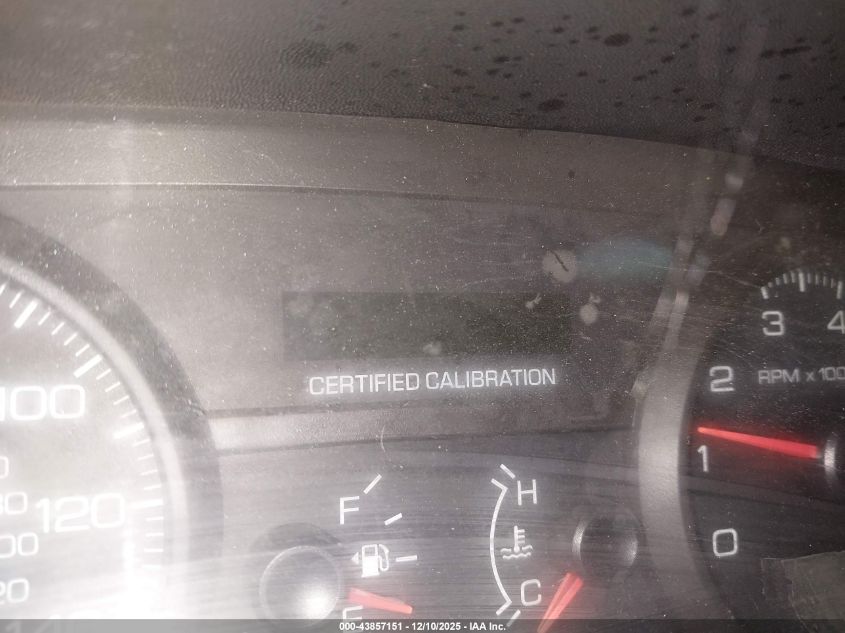 CERTIFIED CALIBRATION
100
120
F
H
C
3
4
2
RPM x 100
1
0
000-43857151 - 12/10/2025 - IAA Inc.